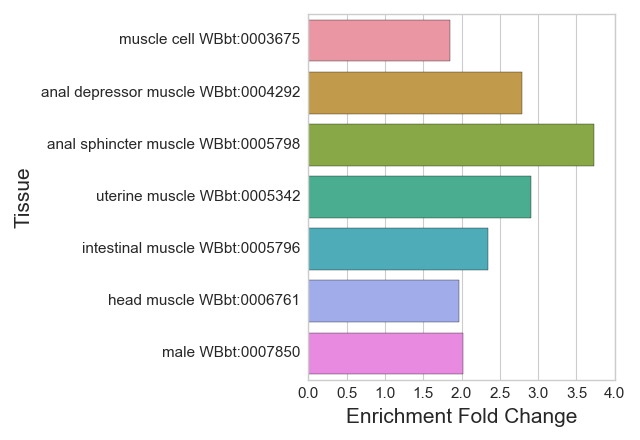 muscle cell WBbt:0003675
anal depressor muscle WBbt:0004292
anal sphincter muscle WBbt:0005798
uterine muscle WBbt:0005342
intestinal muscle WBbt:0005796
head muscle WBbt:0006761
male WBbt:0007850
Tissue
0.0 0.5 1.0 1.5 2.0 2.5 3.0 3.5 4.0
Enrichment Fold Change